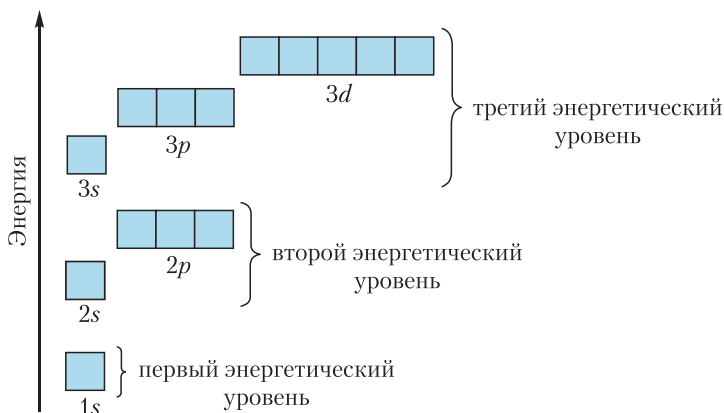 3d
третий энергетический
уровень
3p
3s
Энергия
2p
второй энергетический
уровень
2s
первый энергетический
уровень
1s